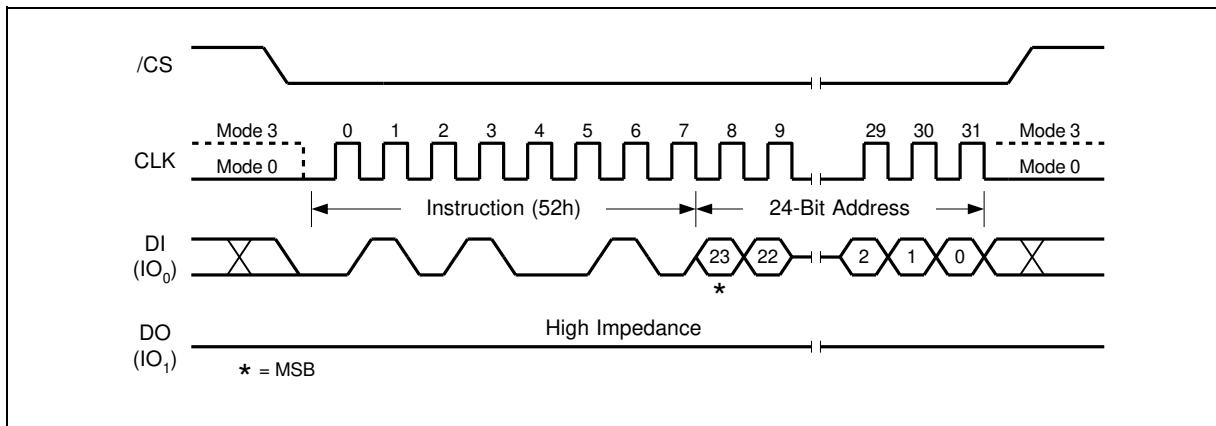 /CS
Mode 3 0 1 2 3 4 5 6 7 8 9 29 30 31 Mode 3
CLK
Mode 0 Mode 0
Instruction (52h) 24-Bit Address
DI
(IO0) 23 22 2 1 0
*
High Impedance
DO
(IO1)
* = MSB